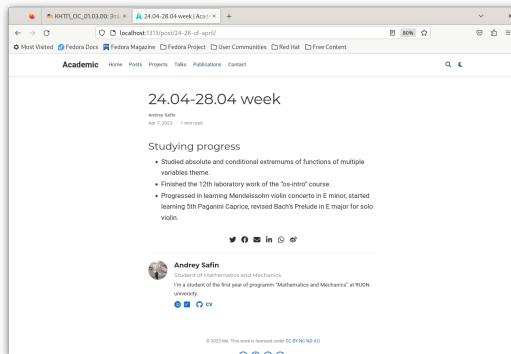 КНТП_ОС_01.03.00: Эта
24.04-28.04 week | Acade
localhost:1313/post/24-28-of-april/
80%
Most Visited
Fedora Docs
Fedora Magazine
Fedora Project
User Communities
Red Hat
Free Content
Academic
Home
Posts
Projects
Talks
Publications
Contact
24.04-28.04 week
Andrey Safin
Apr 7, 2023 · 1 min read
Studying progress
• Studied absolute and conditional extremums of functions of multiple
variables theme.
• Finished the 12th laboratory work of the "os-intro" course.
• Progressed in learning Mendelssohn violin concerto in E minor, started
learning 5th Paganini Caprice, revised Bach's Prelude in E major for solo
violin.
Andrey Safin
Student of Mathematics and Mechanics
I'm a student of the first year of programm "Mathematics and Mechanics" at RUDN
university.
CV
© 2023 Me. This work is licensed under CC BY NC ND 4.0